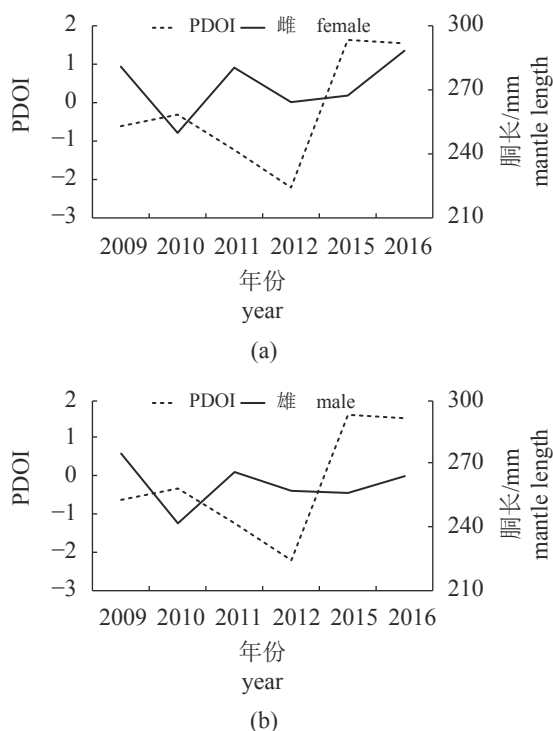 PDOI 雌 female
2
1
0
−1
−2
−3
PDOI
300
270
240
210
胴长/mm
mantle length
2009 2010 2011 2012 2015 2016
年份
year
(a)
PDOI 雄 male
2
1
0
−1
−2
−3
PDOI
300
270
240
210
胴长/mm
mantle length
2009 2010 2011 2012 2015 2016
年份
year
(b)